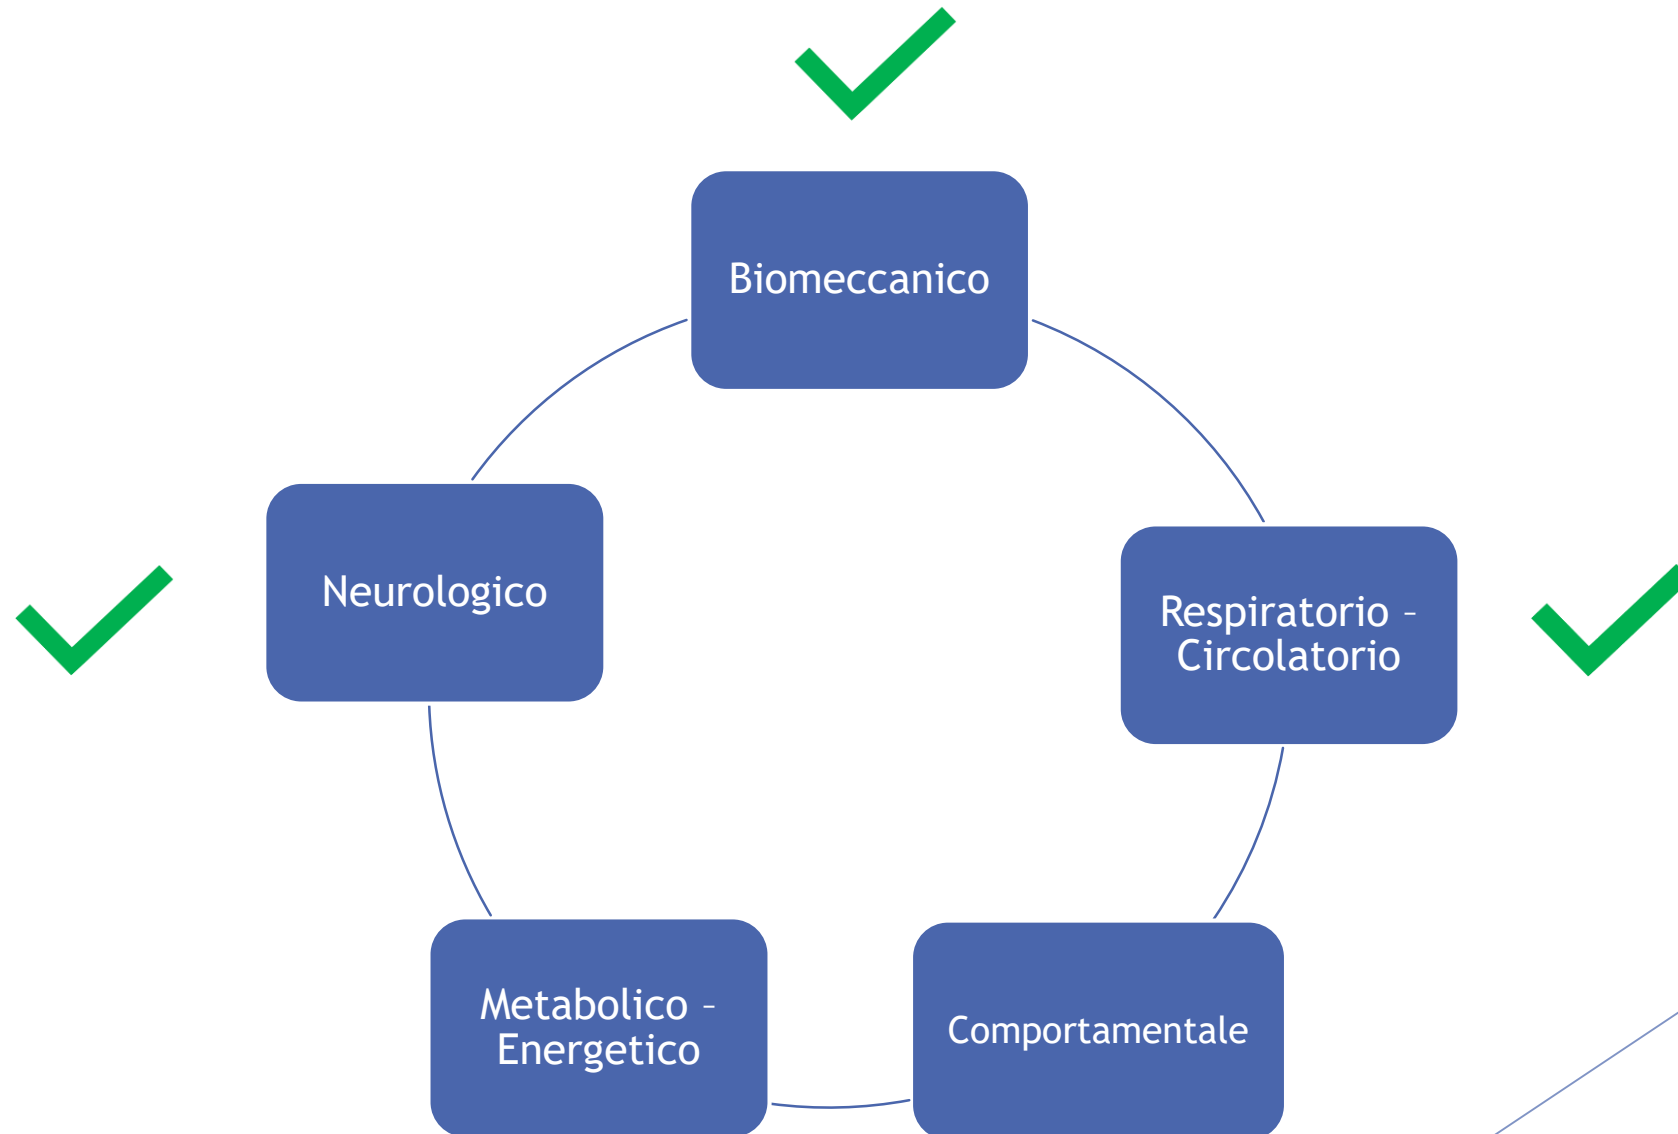 Biomeccanico
Neurologico
Respiratorio –
Circolatorio
Metabolico –
Energetico
Comportamentale